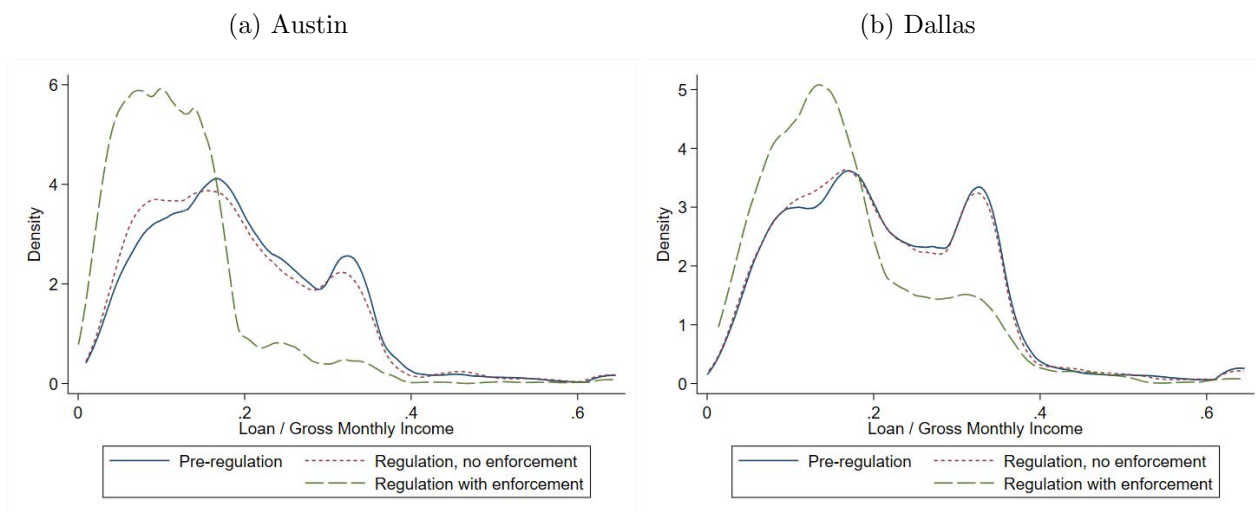 (a) Austin
6
4
2
0
Density
0
.2
.4
.6
Loan / Gross Monthly Income
Pre-regulation
Regulation, no enforcement
Regulation with enforcement
(b) Dallas
5
4
3
2
1
0
Density
0
.2
.4
.6
Loan / Gross Monthly Income
Pre-regulation
Regulation, no enforcement
Regulation with enforcement